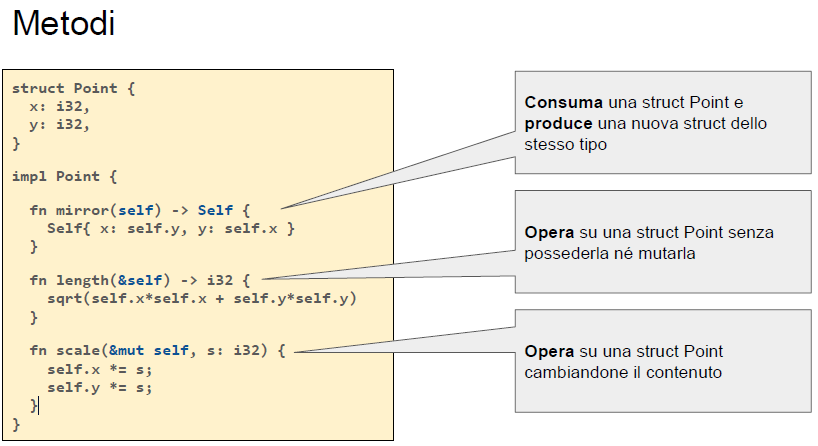 Metodi
struct Point {
  x: i32,
  y: i32,
}
impl Point {
  fn mirror(self) -> Self {
    Self{ x: self.y, y: self.x }
  }
  fn length(&self) -> i32 {
    sqrt(self.x*self.x + self.y*self.y)
  }
  fn scale(&mut self, s: i32) {
    self.x *= s;
    self.y *= s;
  }
}
Consuma una struct Point e
produce una nuova struct dello
stesso tipo
Opera su una struct Point senza
possederla né mutarla
Opera su una struct Point
cambiandone il contenuto